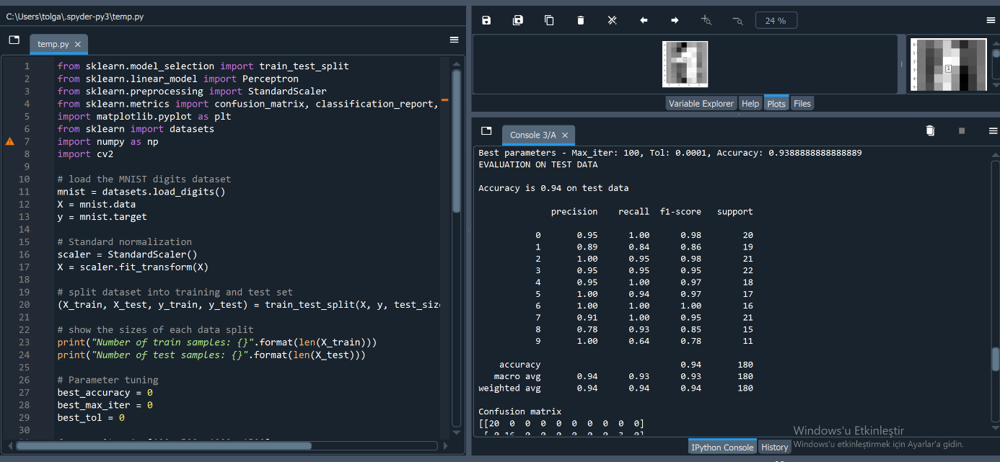 C:\Users\tolga\.spyder-py3\temp.py
temp.py
1 from sklearn.model_selection import train_test_split
2 from sklearn.linear_model import Perceptron
3 from sklearn.preprocessing import StandardScaler
4 from sklearn.metrics import confusion_matrix, classification_report,
5 import matplotlib.pyplot as plt
6 from sklearn import datasets
7 import numpy as np
8 import cv2
9
10 # load the MNIST digits dataset
11 mnist = datasets.load_digits()
12 X = mnist.data
13 y = mnist.target
14
15 # Standard normalization
16 scaler = StandardScaler()
17 X = scaler.fit_transform(X)
18
19 # split dataset into training and test set
20 (X_train, X_test, y_train, y_test) = train_test_split(X, y, test_siz
21
22 # show the sizes of each data split
23 print("Number of train samples: {}".format(len(X_train)))
24 print("Number of test samples: {}".format(len(X_test)))
25
26 # Parameter tuning
27 best_accuracy = 0
28 best_max_iter = 0
29 best_tol = 0
30
24 %
Variable Explorer Help Plots Files
Console 3/A
Best parameters - Max_iter: 100, Tol: 0.0001, Accuracy: 0.9388888888888889
EVALUATION ON TEST DATA
Accuracy is 0.94 on test data
precision recall f1-score support
0 0.95 1.00 0.98 20
1 0.89 0.84 0.86 19
2 1.00 0.95 0.98 21
3 0.95 0.95 0.95 22
4 0.95 1.00 0.97 18
5 1.00 0.94 0.97 17
6 1.00 1.00 1.00 16
7 0.91 1.00 0.95 21
8 0.78 0.93 0.85 15
9 1.00 0.64 0.78 11
accuracy 0.94 180
macro avg 0.94 0.93 0.93 180
weighted avg 0.94 0.94 0.94 180
Confusion matrix
[[20 0 0 0 0 0 0 0 0 0]
[ 0 16 0 0 0 0 0 0 3 0]
Windows'u Etkinleştir
Windows'u etkinleştirmek için Ayarlar'a gidin.
IPython Console History